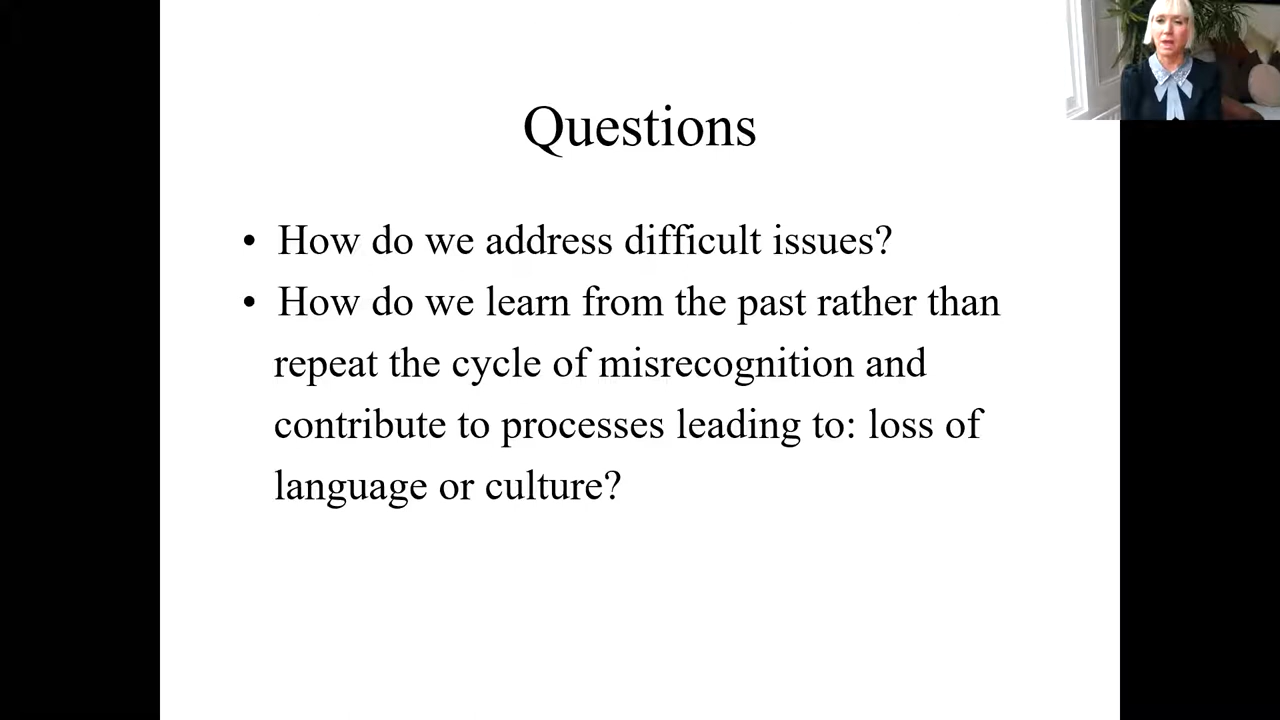 Questions
• How do we address difficult issues?
• How do we learn from the past rather than
repeat the cycle of misrecognition and
contribute to processes leading to: loss of
language or culture?